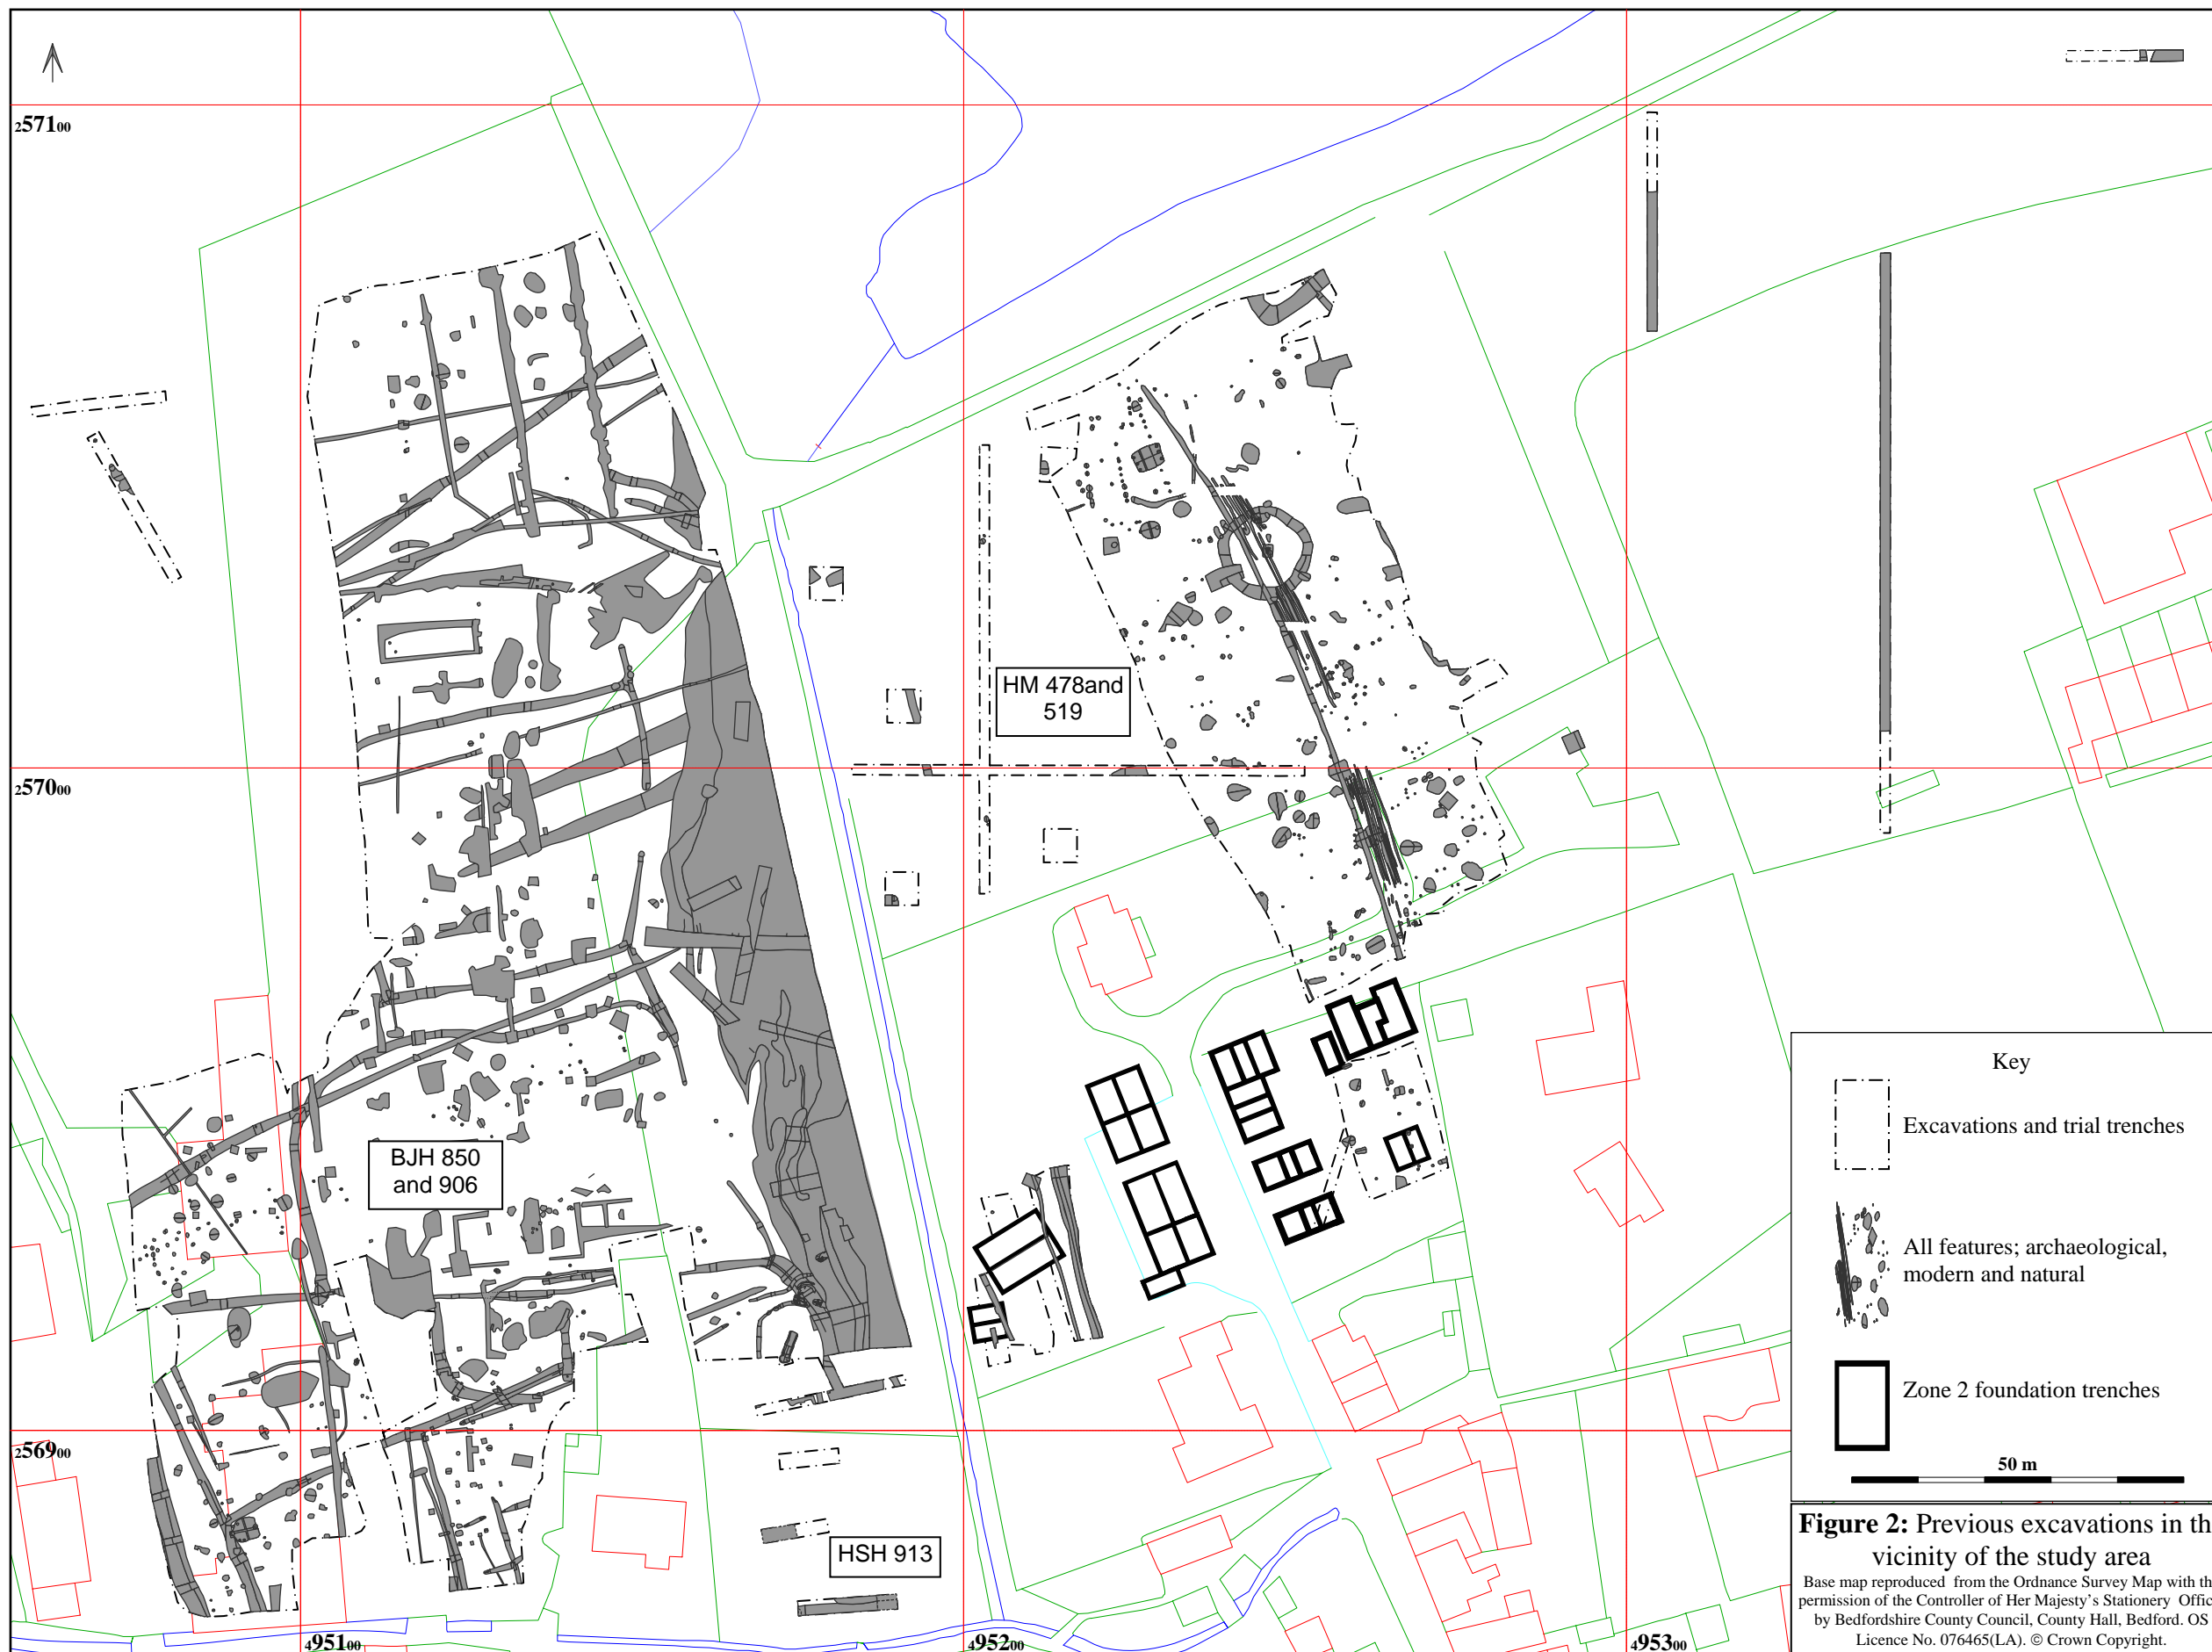 257100
HM 478and
519
257000
Key
Excavations and trial trenches
BJH 850
and 906
All features; archaeological,
modern and natural
Zone 2 foundation trenches
256900
50 m
HSH 913
Figure 2: Previous excavations in th
vicinity of the study area
Base map reproduced from the Ordnance Survey Map with th
permission of the Controller of Her Majesty's Stationery Offic
by Bedfordshire County Council, County Hall, Bedford. OS
Licence No. 076465(LA). © Crown Copyright.
495100
495200
495300